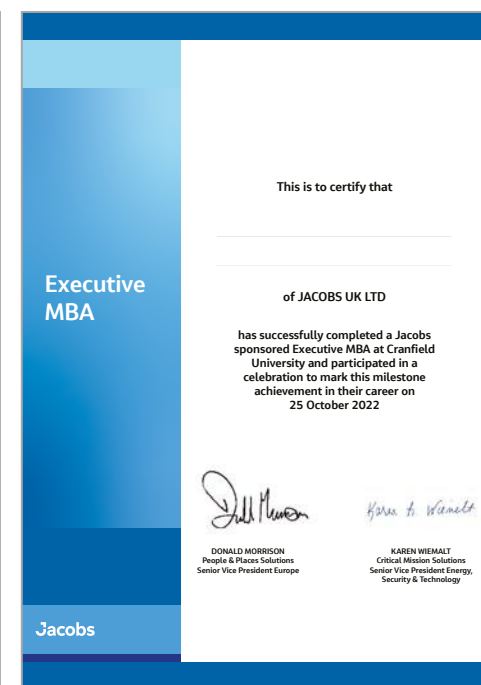 Executive
MBA
This is to certify that
of JACOBS UK LTD
has successfully completed a Jacobs
sponsored Executive MBA at Cranfield
University and participated in a
celebration to mark this milestone
achievement in their career on
25 October 2022
Karen A. Wiemalt
DONALD MORRISON
People & Places Solutions
Senior Vice President Europe
KAREN WIEMALT
Critical Mission Solutions
Senior Vice President Energy,
Security & Technology
Jacobs